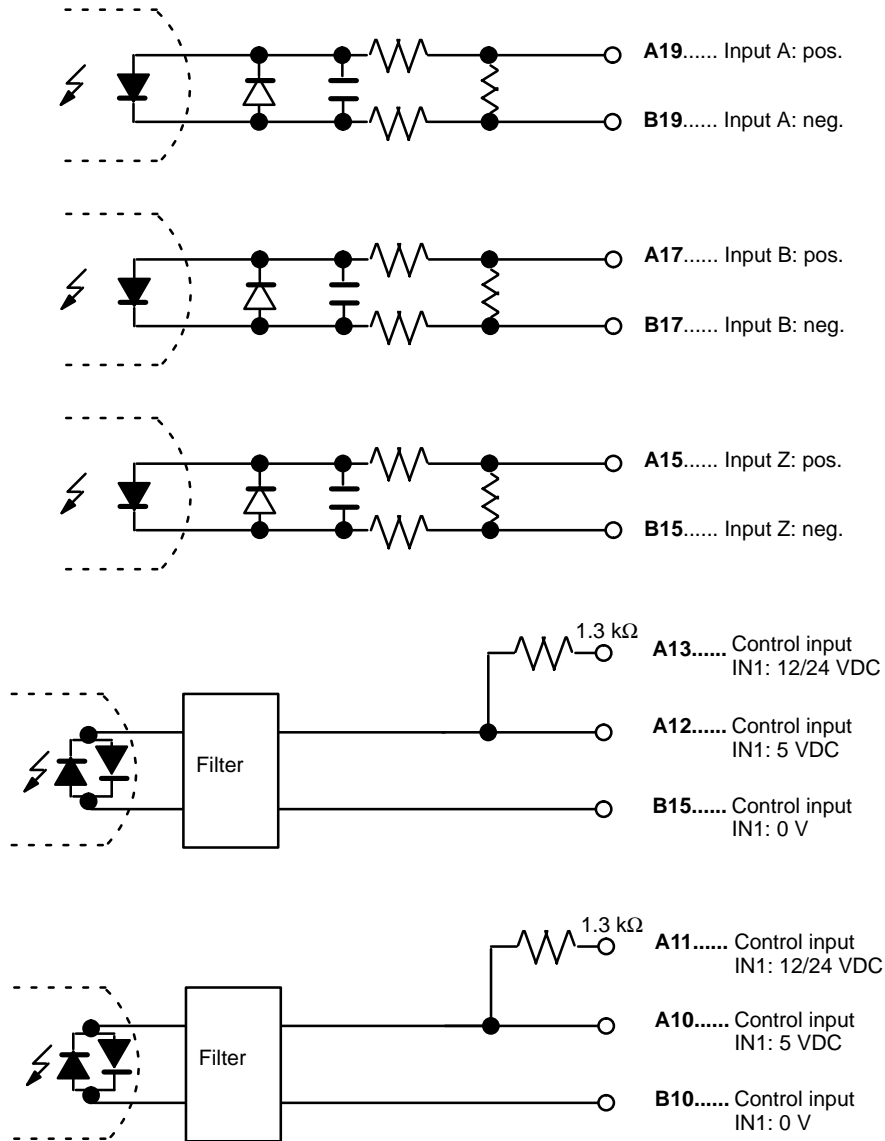 A19...... Input A: pos.
B19...... Input A: neg.
A17...... Input B: pos.
B17...... Input B: neg.
A15...... Input Z: pos.
B15...... Input Z: neg.
1.3 kΩ
A13...... Control input
IN1: 12/24 VDC
A12...... Control input
IN1: 5 VDC
Filter
B15...... Control input
IN1: 0 V
1.3 kΩ
A11...... Control input
IN1: 12/24 VDC
A10...... Control input
IN1: 5 VDC
Filter
B10...... Control input
IN1: 0 V